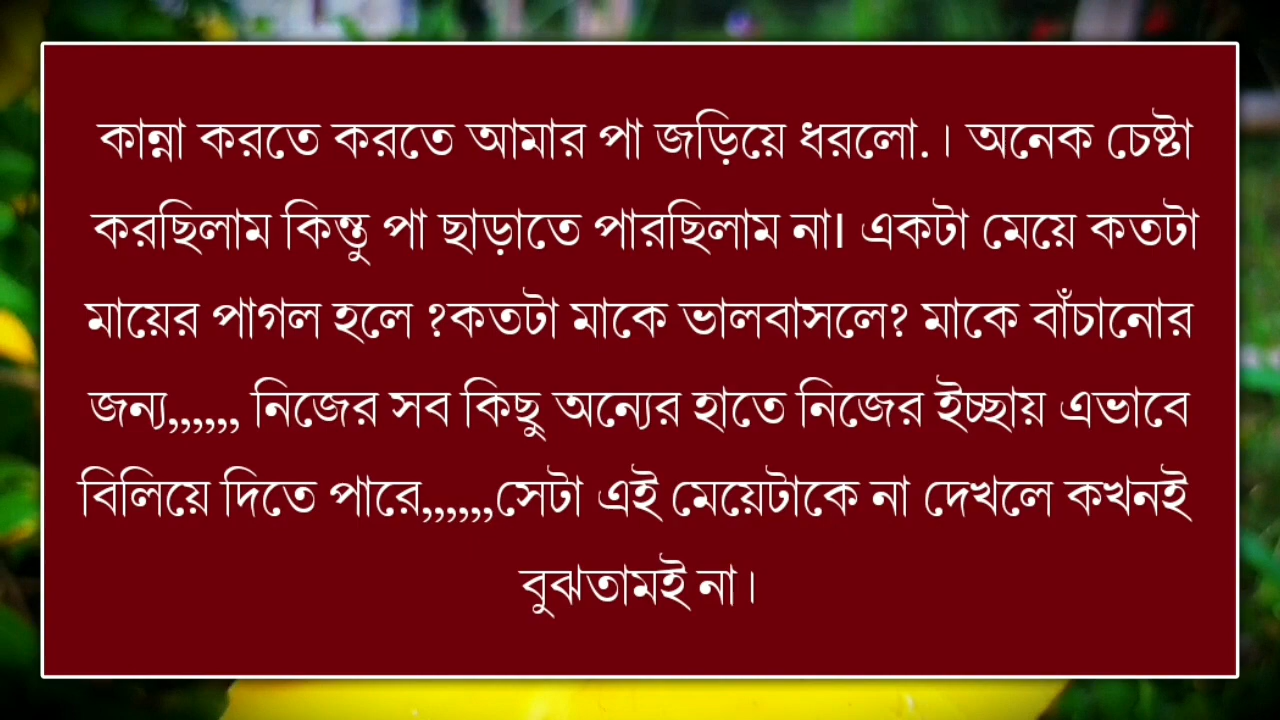 কান্না করতে করতে আমার পা জড়িয়ে ধরলো.। অনেক চেষ্টা
করছিলাম কিন্তু পা ছাড়াতে পারছিলাম না। একটা মেয়ে কতটা
মায়ের পাগল হলে ?কতটা মাকে ভালবাসলে? মাকে বাঁচানোর
জন্য,,,,,, নিজের সব কিছু অন্যের হাতে নিজের ইচ্ছায় এভাবে
বিলিয়ে দিতে পারে,,,,,,সেটা এই মেয়েটাকে না দেখলে কখনই
বুঝতামই না।